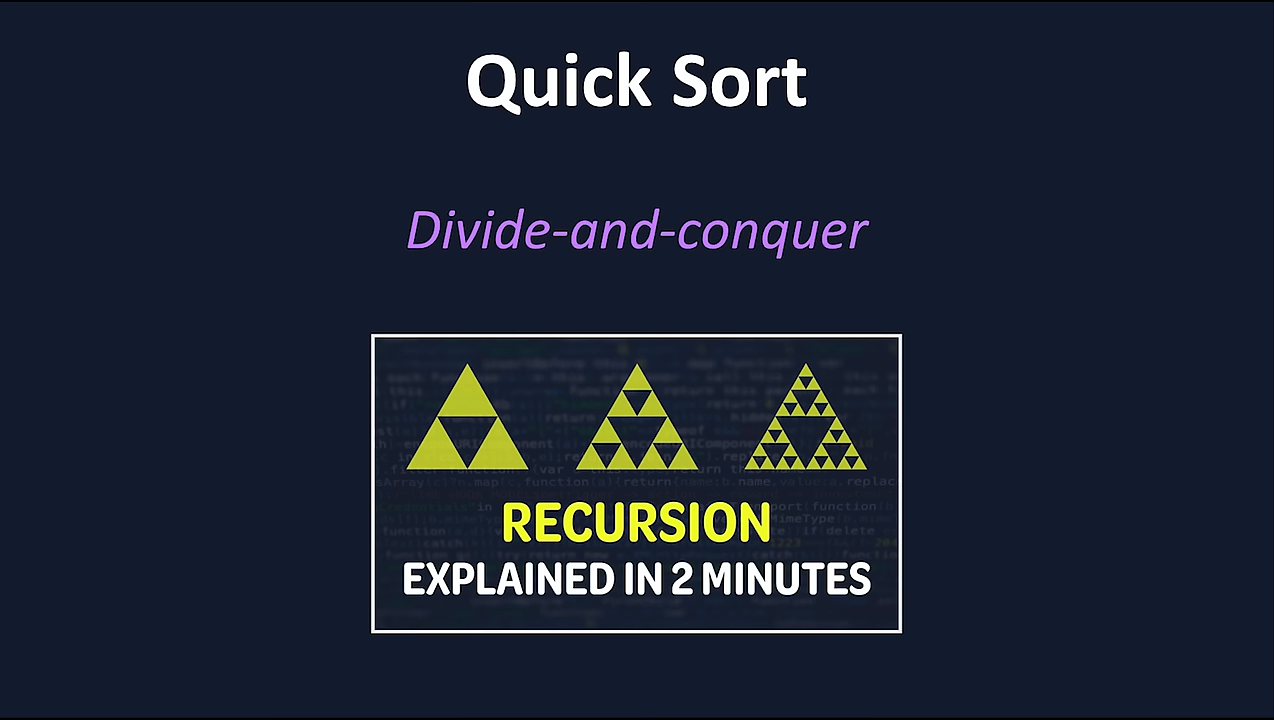 Quick Sort
Divide-and-conquer
RECURSION
EXPLAINED IN 2 MINUTES